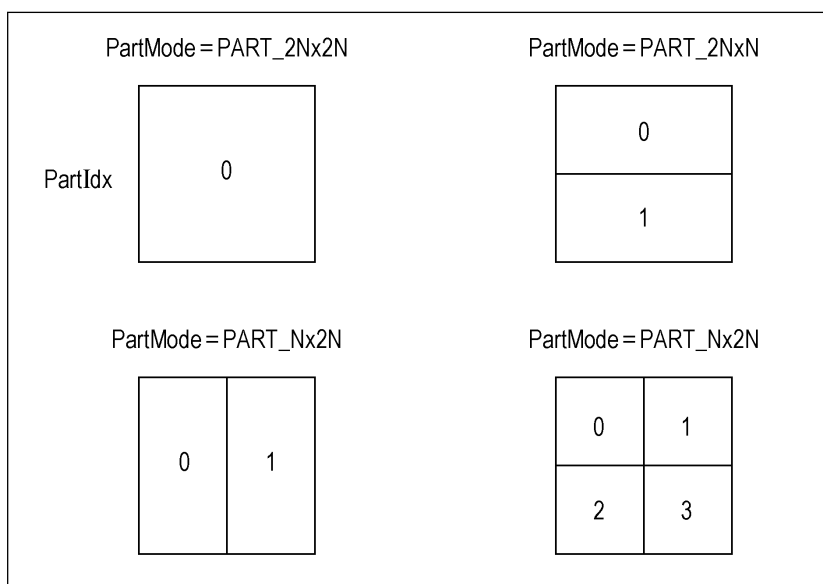 PartMode = PART_2Nx2N
PartMode = PART_2NxN
PartIdx
0
0
1
PartMode = PART_Nx2N
PartMode = PART_Nx2N
0 1
0 1
2 3